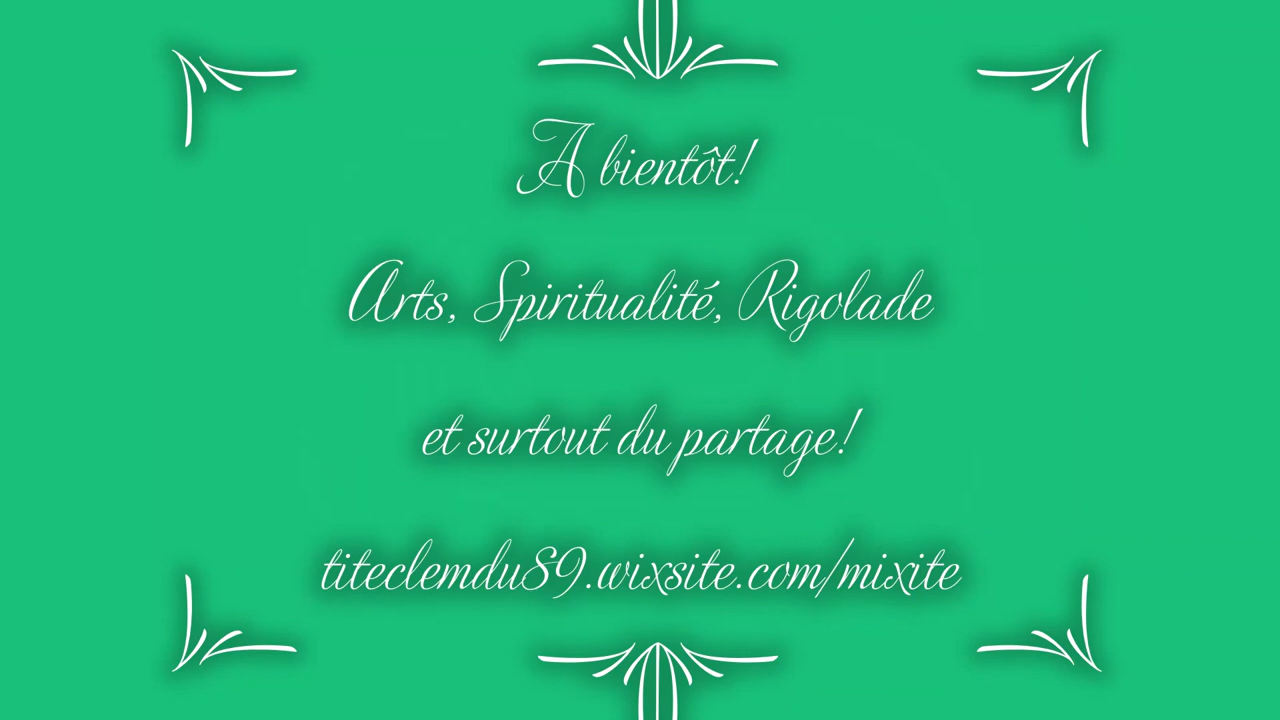 A bientôt!
Arts, Spiritualité, Rigolade
et surtout du partage!
titeclemdu89.wixsite.com/mixite